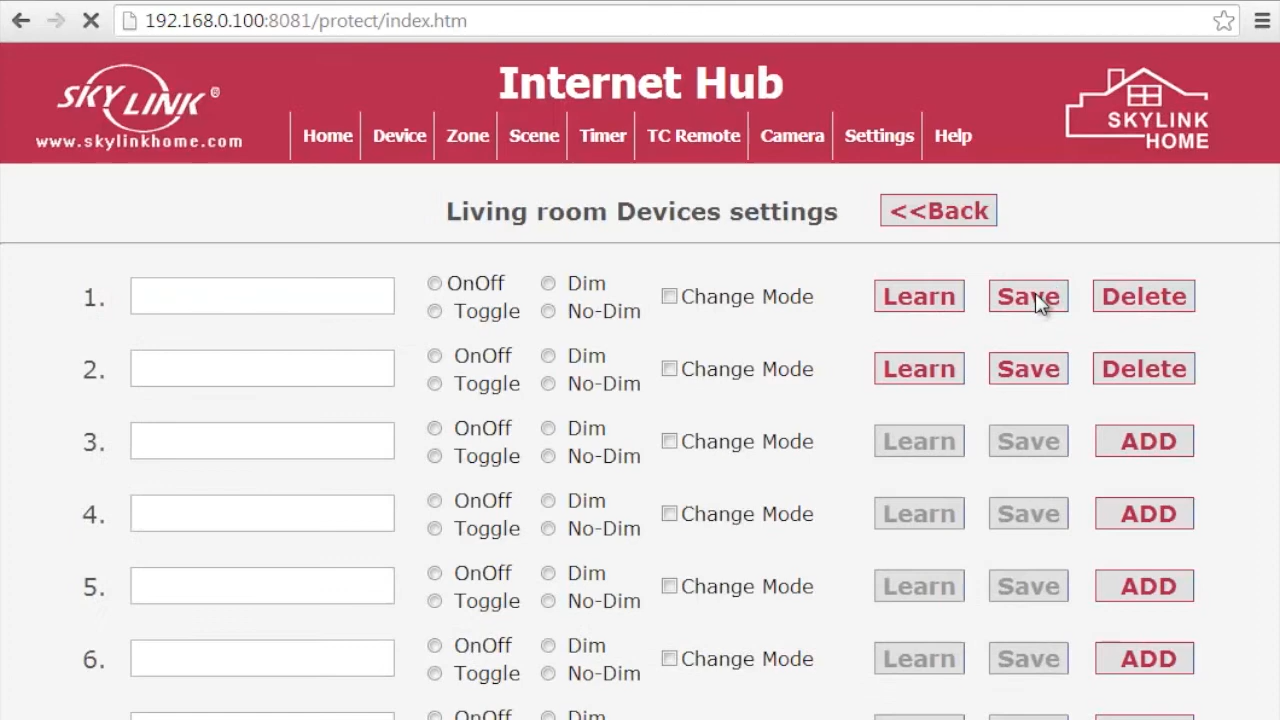 192.168.0.100:8081/protect/index.htm
SKYLINK®
www.skylinkhome.com
Internet Hub
Home Device Zone Scene Timer TC Remote Camera Settings Help
SKYLINK
HOME
Living room Devices settings <<Back
1. OnOff Dim Toggle No-Dim Change Mode Learn Save Delete
2. OnOff Dim Toggle No-Dim Change Mode Learn Save Delete
3. OnOff Dim Toggle No-Dim Change Mode Learn Save ADD
4. OnOff Dim Toggle No-Dim Change Mode Learn Save ADD
5. OnOff Dim Toggle No-Dim Change Mode Learn Save ADD
6. OnOff Dim Toggle No-Dim Change Mode Learn Save ADD
OnOff Dim